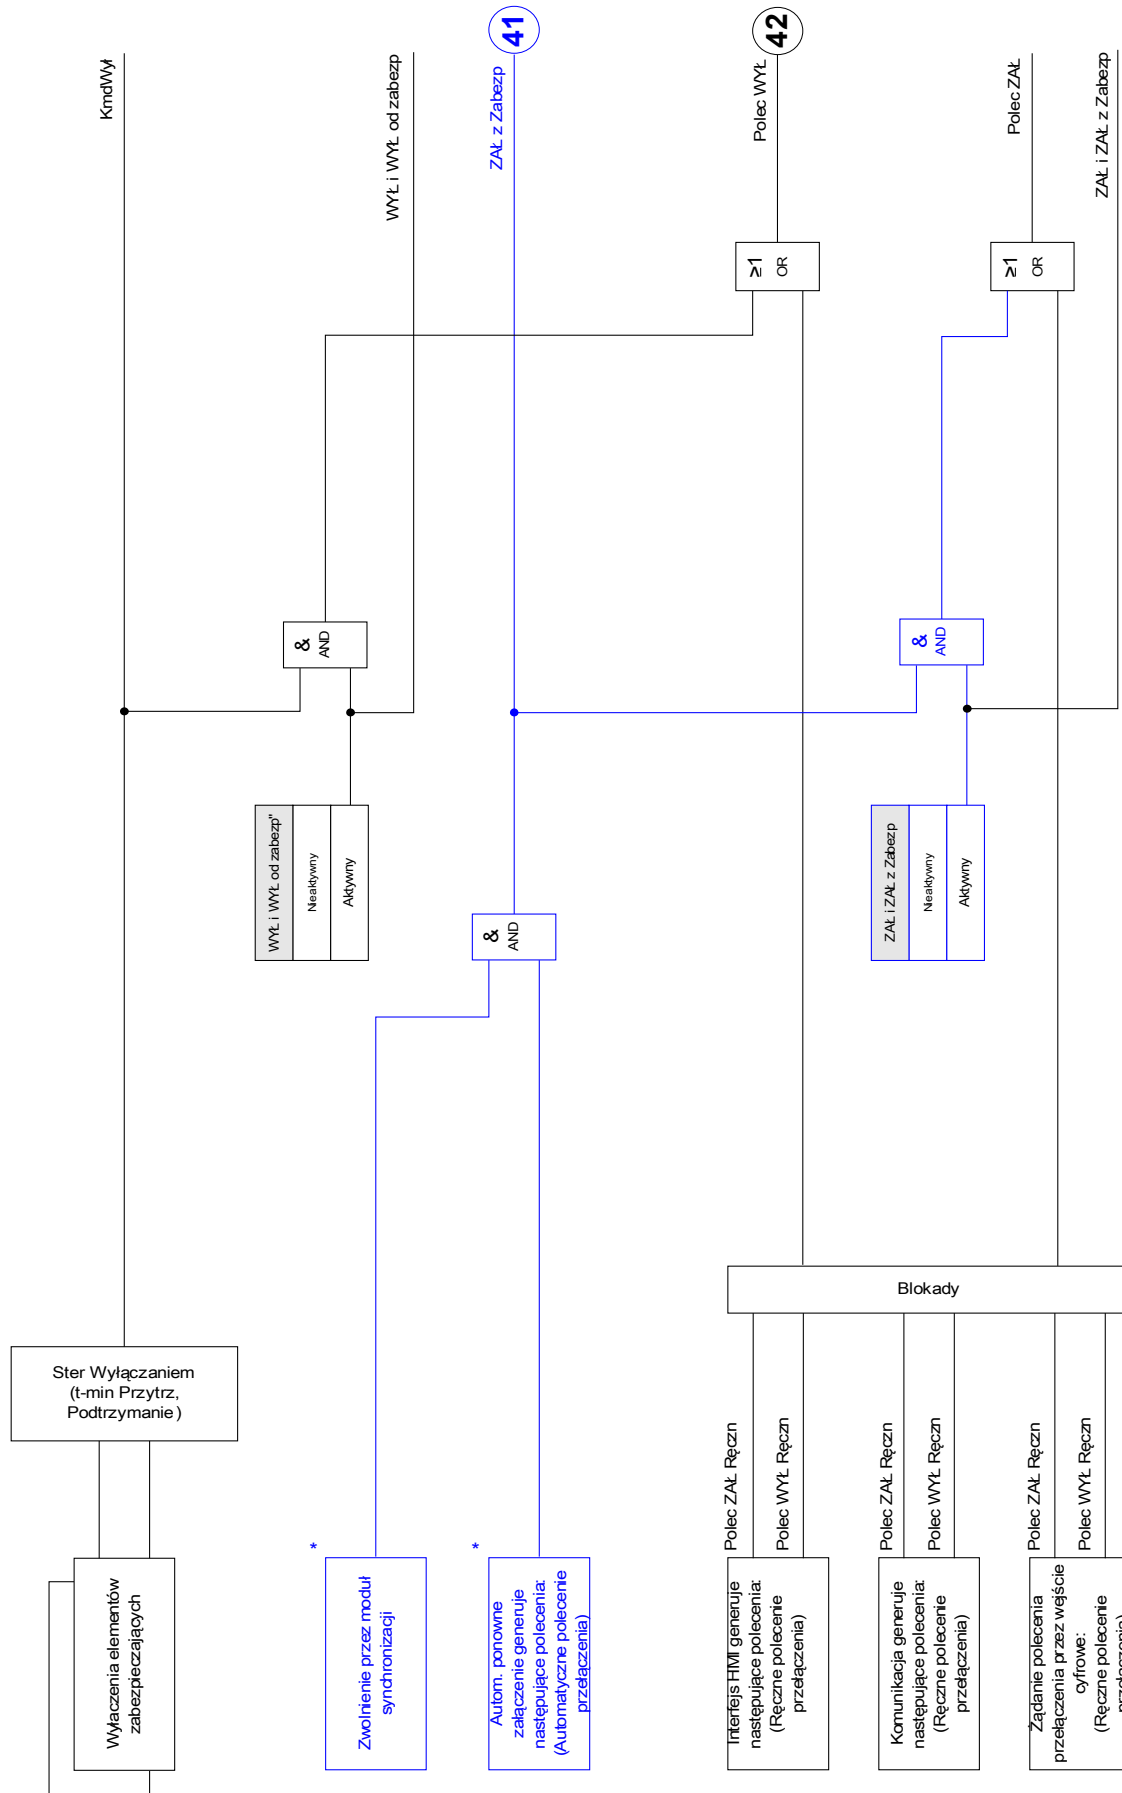 KmdWył
WYŁ i WYŁ od zabezp
41
ZAŁ z Zabezp
42
Polec WYŁ
Polec ZAŁ
ZAŁ i ZAŁ z Zabezp
≥1
OR
≥1
OR
&
AND
&
AND
WYŁ i WYŁ od zabezp"
Nieaktywny
Aktywny
ZAŁ i ZAŁ z Zabezp
Nieaktywny
Aktywny
&
AND
Blokady
Ster Wyłączaniem
(t-min Przytrz,
Podtrzymanie)
Polec ZAŁ Ręczn
Polec WYŁ Ręczn
Polec ZAŁ Ręczn
Polec WYŁ Ręczn
Polec ZAŁ Ręczn
Polec WYŁ Ręczn
*
*
Wyłaczenia elementów
zabezpieczających
Zwolnienie przez moduł
synchronizacji
Autom. ponowne
załączenie generuje
następujące polecenia:
(Automatyczne polecenie
przełączenia)
Interfejs HMI generuje
następujące polecenia:
(Ręczne polecenie
przełączenia)
Komunikacja generuje
następujące polecenia:
(Ręczne polecenie
przełączenia)
Żądanie polecenia
przełączenia przez wejście
cyfrowe:
(Ręczne polecenie
przełączenia)